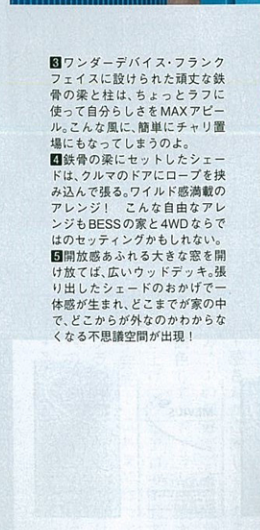 3ワンダーデバイス・フランク
フェイスに設けられた頑丈な鉄
骨の梁と柱は、ちょっとラフに
使って自分らしさをMAXアピー
ル。こんな風に、簡単にチャリ置
場にもなってしまうのよ。
4鉄骨の梁にセットしたシェー
ドは、クルマのドアにロープを挟
み込んで張る。ワイルド感満載の
アレンジ！　こんな自由なアレ
ンジもBESSの家と4WDならで
はのセッティングかもしれない。
5開放感あふれる大きな窓を開
け放てば、広いウッドデッキ。張
り出したシェードのおかげで一
体感が生まれ、どこまでが家の中
で、どこからが外なのかわからな
くなる不思議空間が出現！